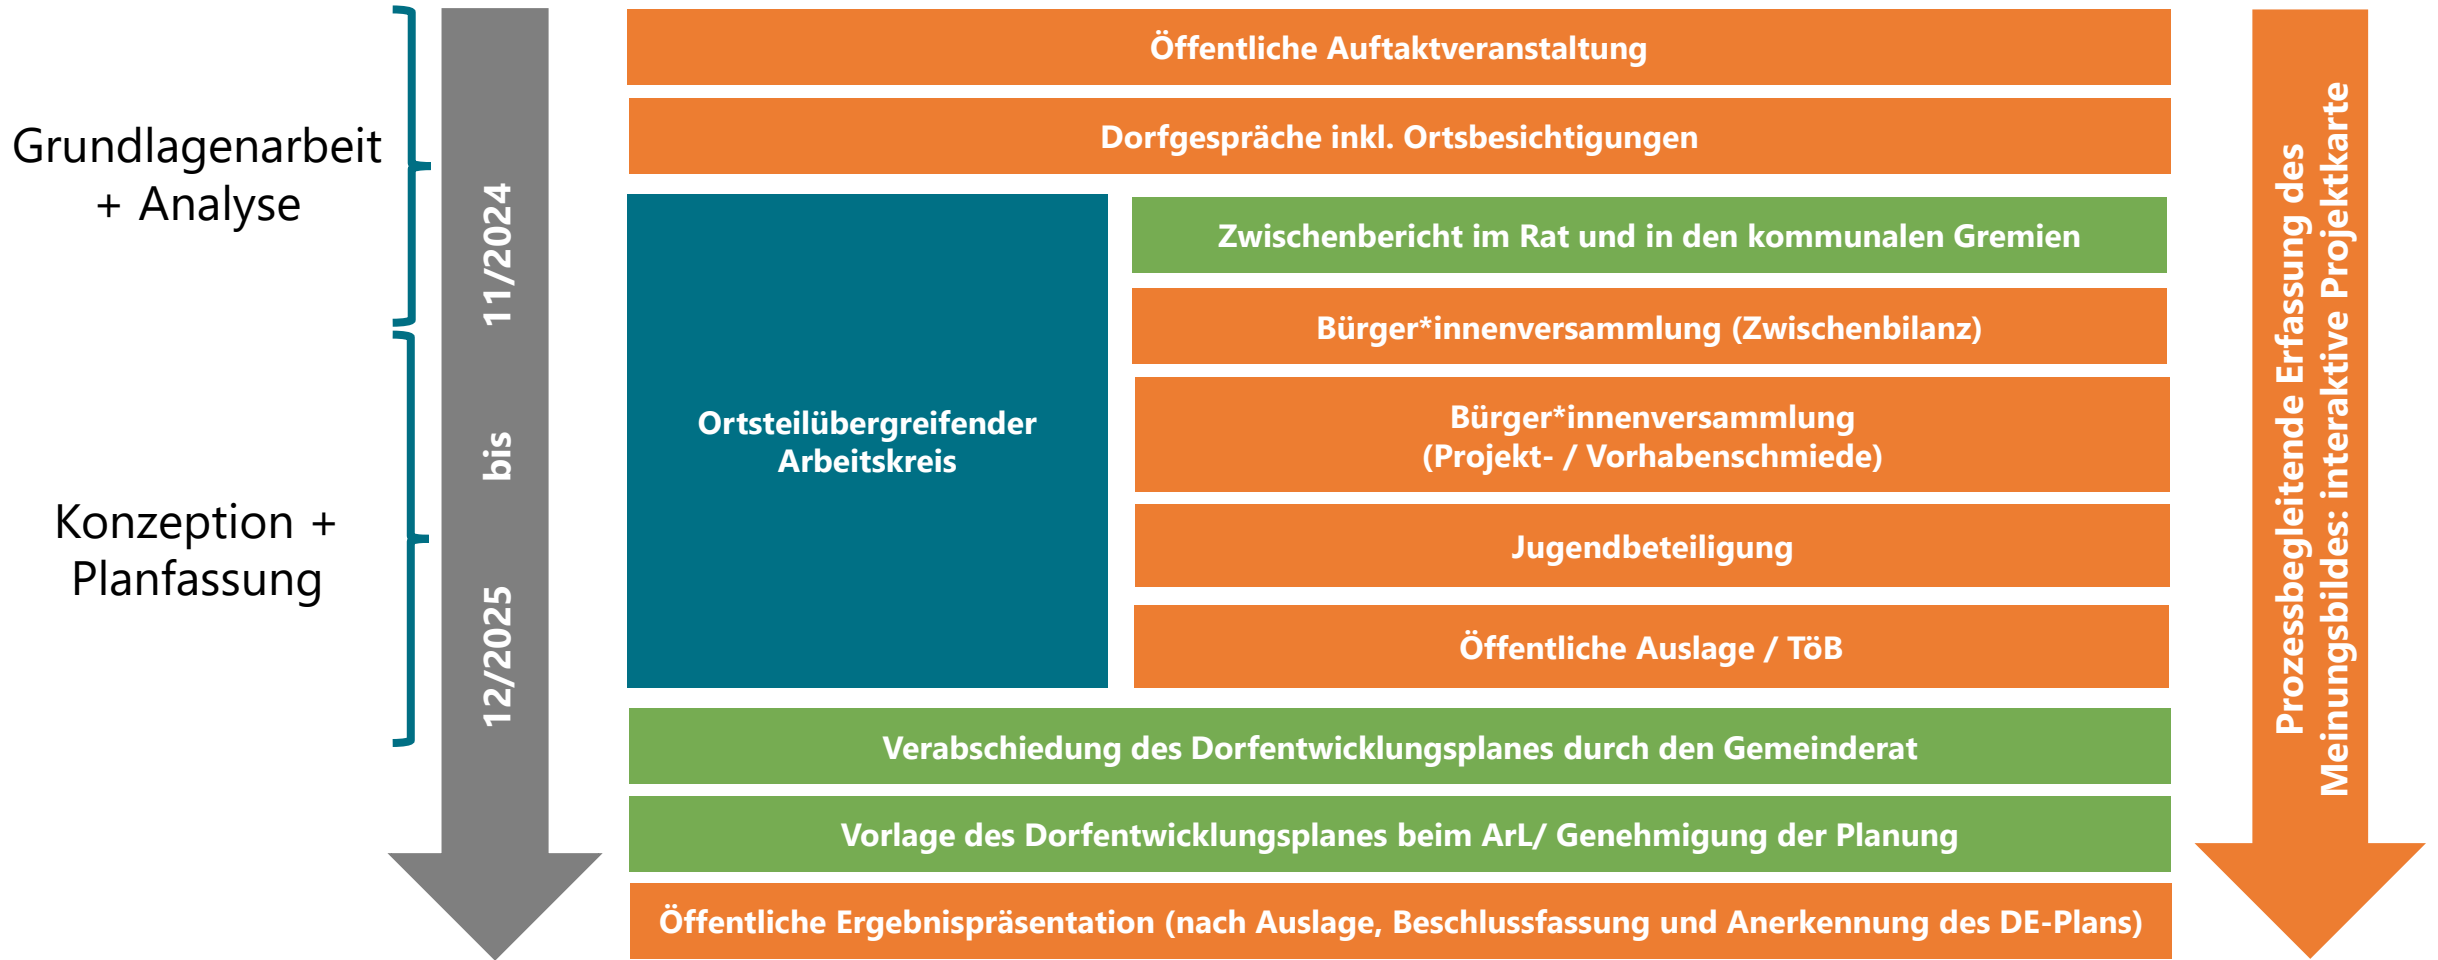 Grundlagenarbeit
+ Analyse
Konzeption +
Planfassung
11/2024 bis 12/2025
Öffentliche Auftaktveranstaltung
Dorfgespräche inkl. Ortsbesichtigungen
Ortsteilübergreifender
Arbeitskreis
Zwischenbericht im Rat und in den kommunalen Gremien
Bürger*innenversammlung (Zwischenbilanz)
Bürger*innenversammlung
(Projekt- / Vorhabenschmiede)
Jugendbeteiligung
Öffentliche Auslage / TöB
Verabschiedung des Dorfentwicklungsplanes durch den Gemeinderat
Vorlage des Dorfentwicklungsplanes beim ArL/ Genehmigung der Planung
Öffentliche Ergebnispräsentation (nach Auslage, Beschlussfassung und Anerkennung des DE-Plans)
Prozessbegleitende Erfassung des
Meinungsbildes: interaktive Projektkarte